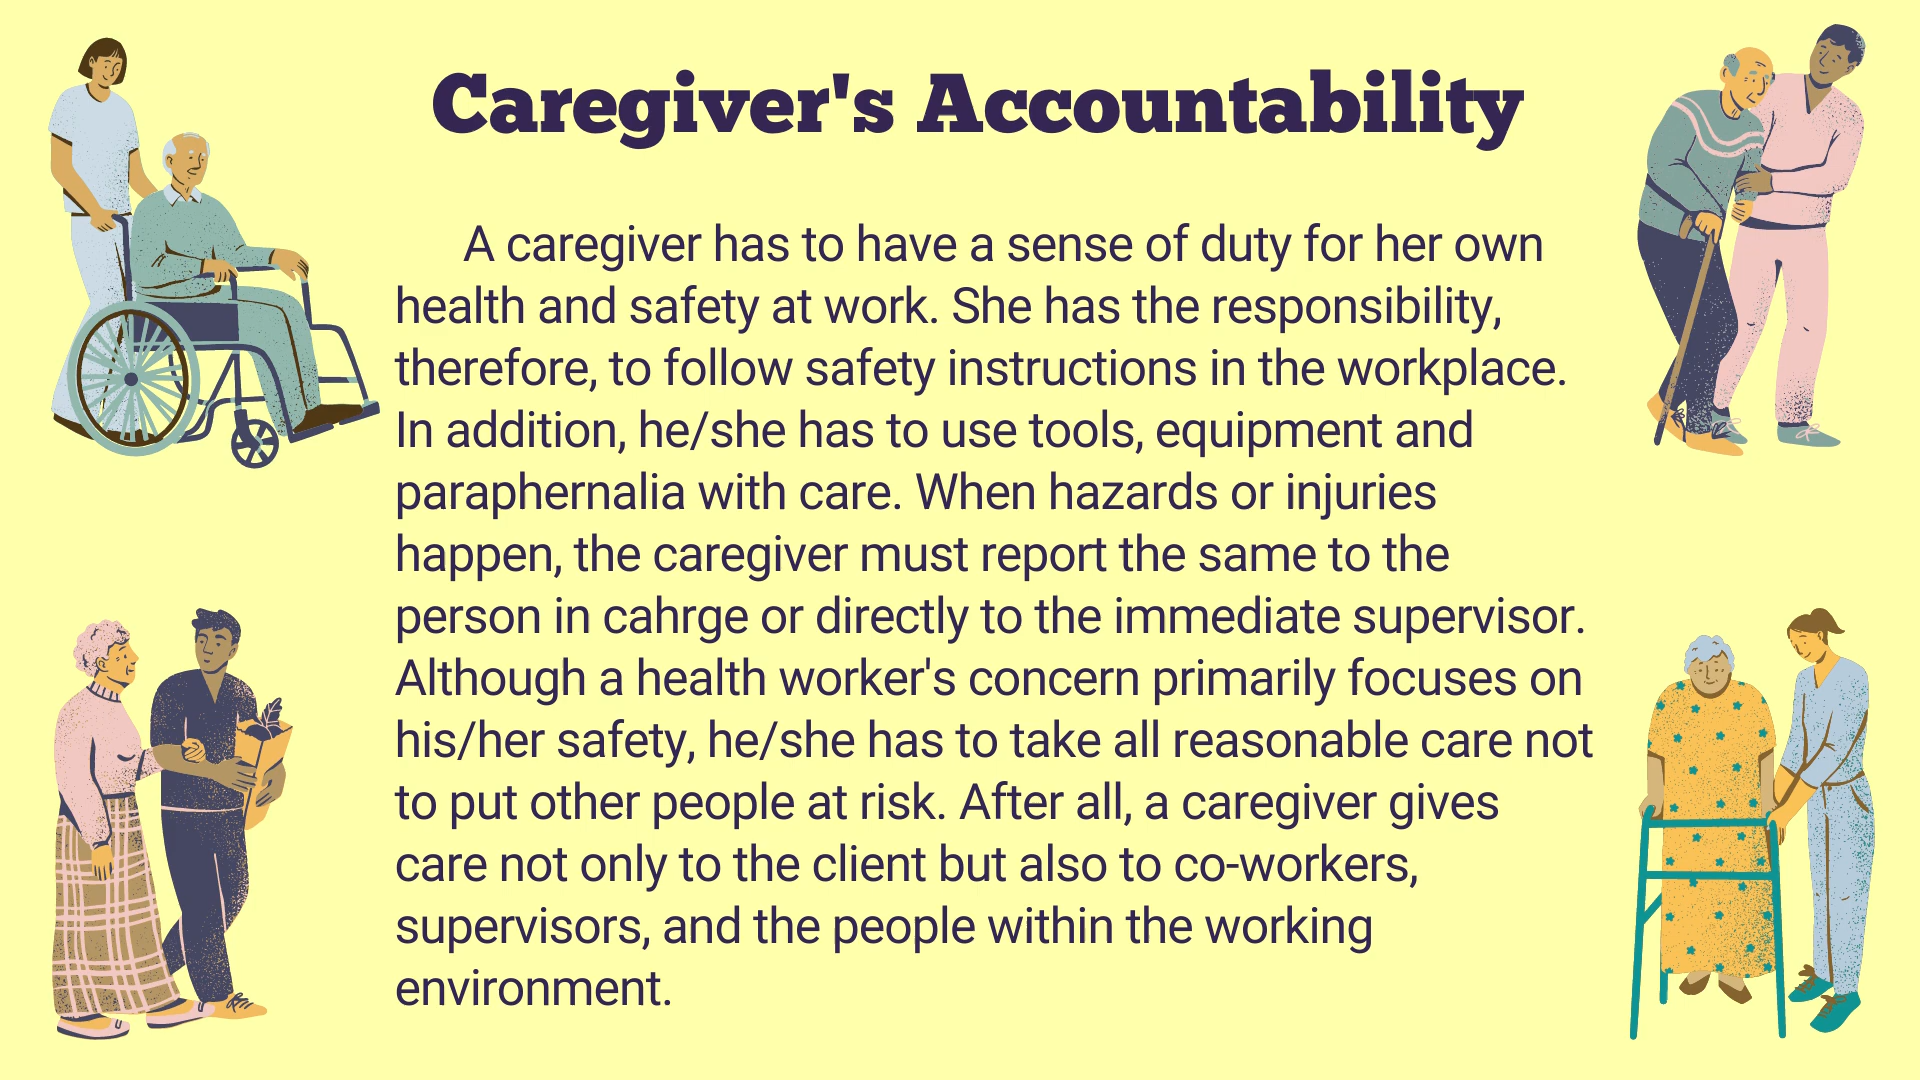 Caregiver's Accountability
A caregiver has to have a sense of duty for her own
health and safety at work. She has the responsibility,
therefore, to follow safety instructions in the workplace.
In addition, he/she has to use tools, equipment and
paraphernalia with care. When hazards or injuries
happen, the caregiver must report the same to the
person in cahrge or directly to the immediate supervisor.
Although a health worker's concern primarily focuses on
his/her safety, he/she has to take all reasonable care not
to put other people at risk. After all, a caregiver gives
care not only to the client but also to co-workers,
supervisors, and the people within the working
environment.